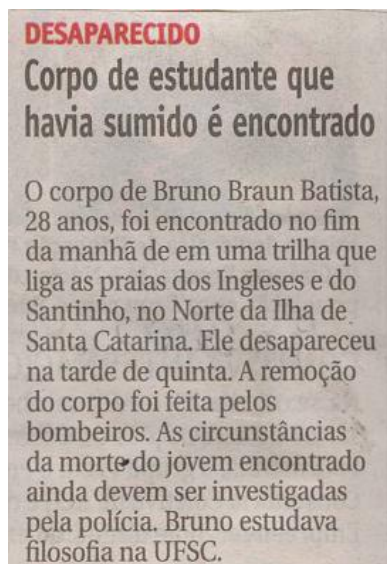 DESAPARECIDO
Corpo de estudante que
havia sumido é encontrado
O corpo de Bruno Braun Batista,
28 anos, foi encontrado no fim
da manhã de em uma trilha que
liga as praias dos Ingleses e do
Santinho, no Norte da Ilha de
Santa Catarina. Ele desapareceu
na tarde de quinta. A remoção
do corpo foi feita pelos
bombeiros. As circunstâncias
da morte do jovem encontrado
ainda devem ser investigadas
pela polícia. Bruno estudava
filosofia na UFSC.